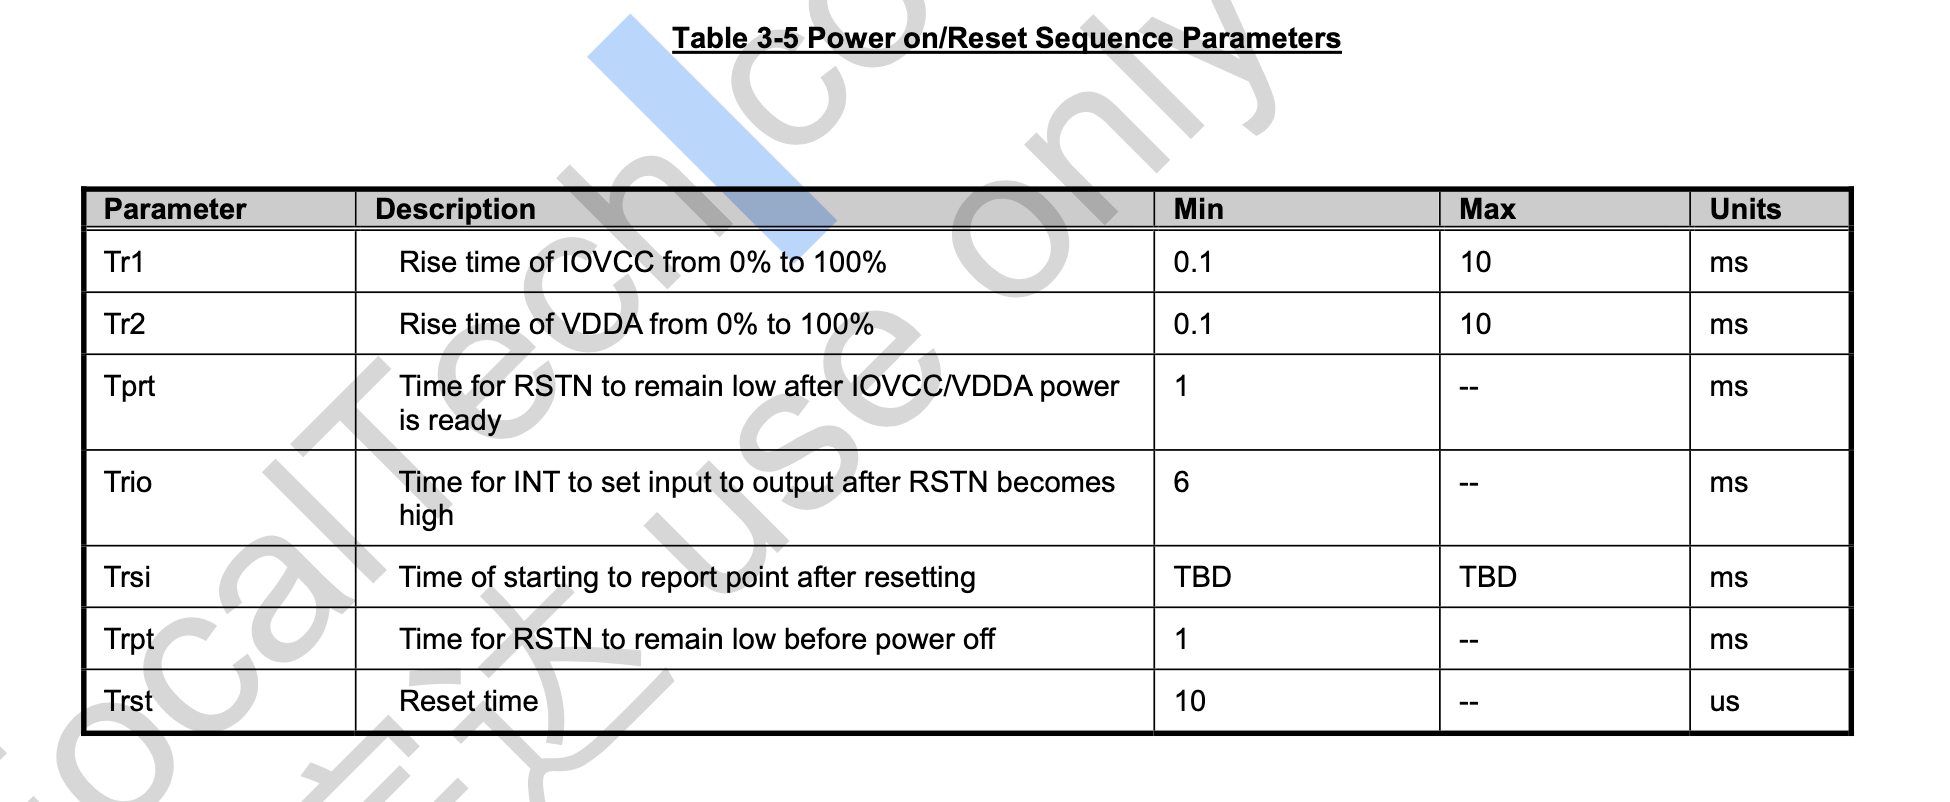 Table 3-5 Power on/Reset Sequence Parameters
Parameter Description Min Max Units
Tr1 Rise time of IOVCC from 0% to 100% 0.1 10 ms
Tr2 Rise time of VDDA from 0% to 100% 0.1 10 ms
Tprt Time for RSTN to remain low after IOVCC/VDDA power
is ready 1 -- ms
Trio Time for INT to set input to output after RSTN becomes
high 6 -- ms
Trsi Time of starting to report point after resetting TBD TBD ms
Trpt Time for RSTN to remain low before power off 1 -- ms
Trst Reset time 10 -- us
FocalTech
use only